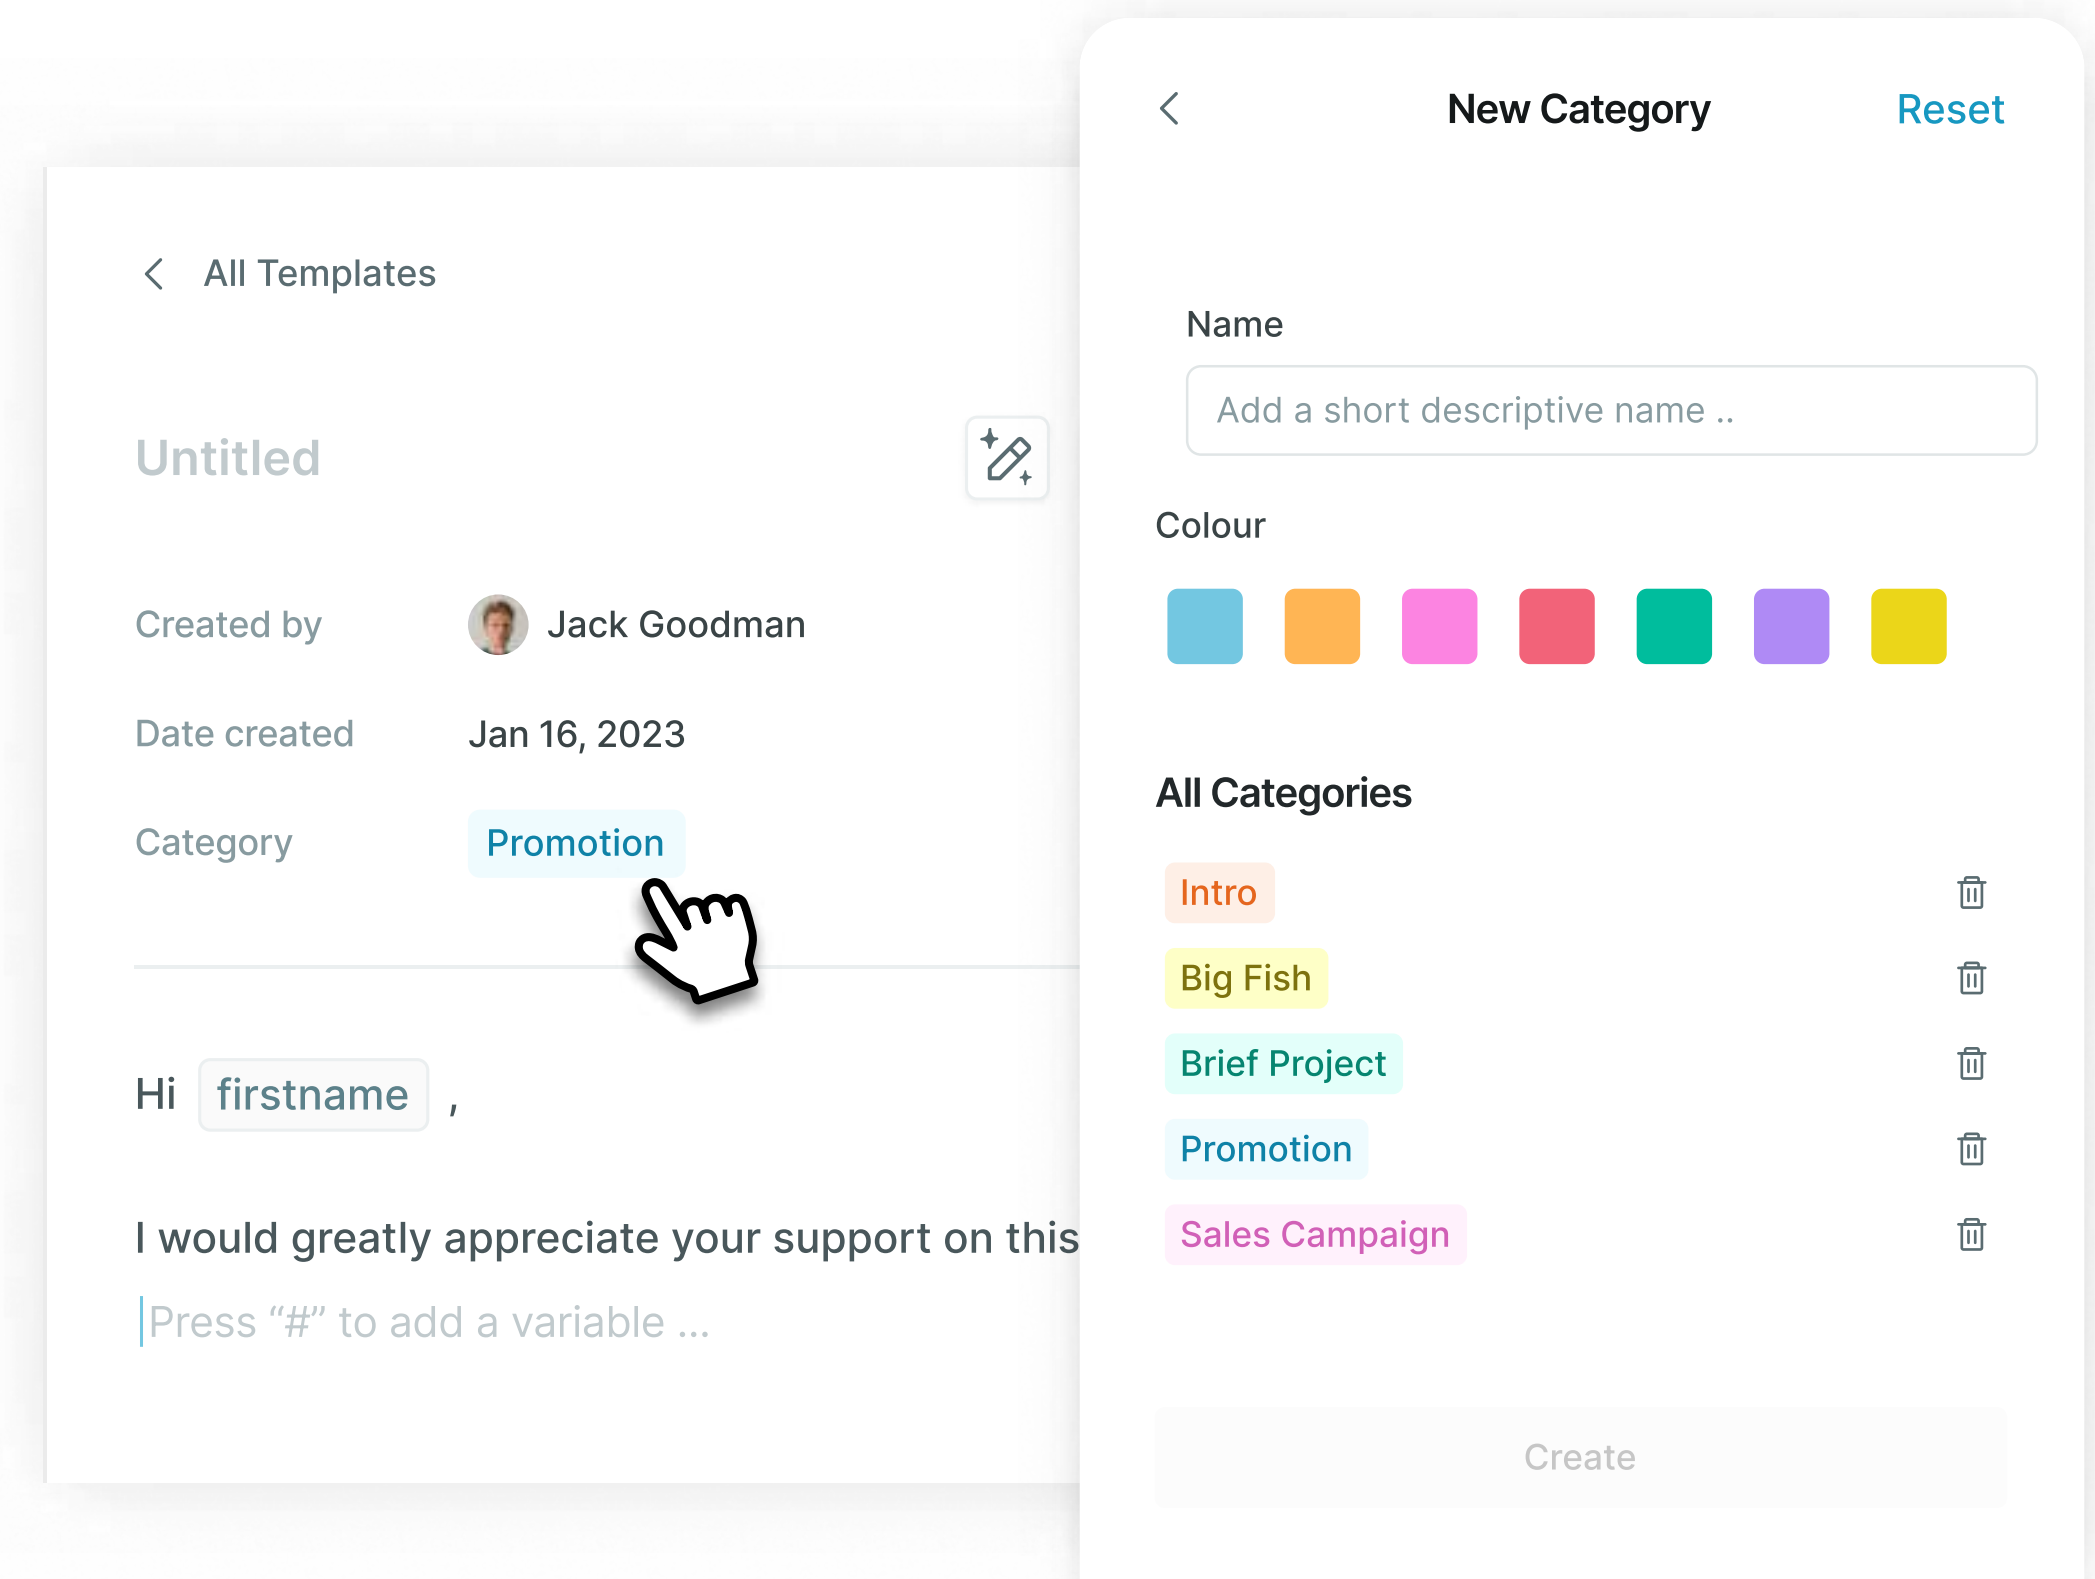 All Templates
Untitled
Created by
Jack Goodman
Date created
Jan 16, 2023
Category
Promotion
Hi firstname ,
I would greatly appreciate your support on this
Press “#” to add a variable ...
New Category
Reset
Name
Add a short descriptive name ..
Colour
All Categories
Intro
Big Fish
Brief Project
Promotion
Sales Campaign
Create